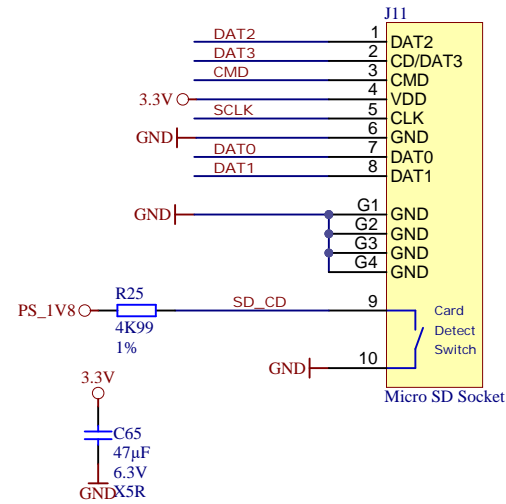 J11
DAT2 1 DAT2
DAT3 2 CD/DAT3
CMD 3 CMD
3.3V 4 VDD
SCLK 5 CLK
GND 6 GND
DAT0 7 DAT0
DAT1 8 DAT1
GND G1 GND
G2 GND
G3 GND
G4 GND
R25
PS_1V8 SD_CD 9 Card
4K99 Detect
1% Switch
GND 10
Micro SD Socket
3.3V
C65
47µF
6.3V
X5R
GND